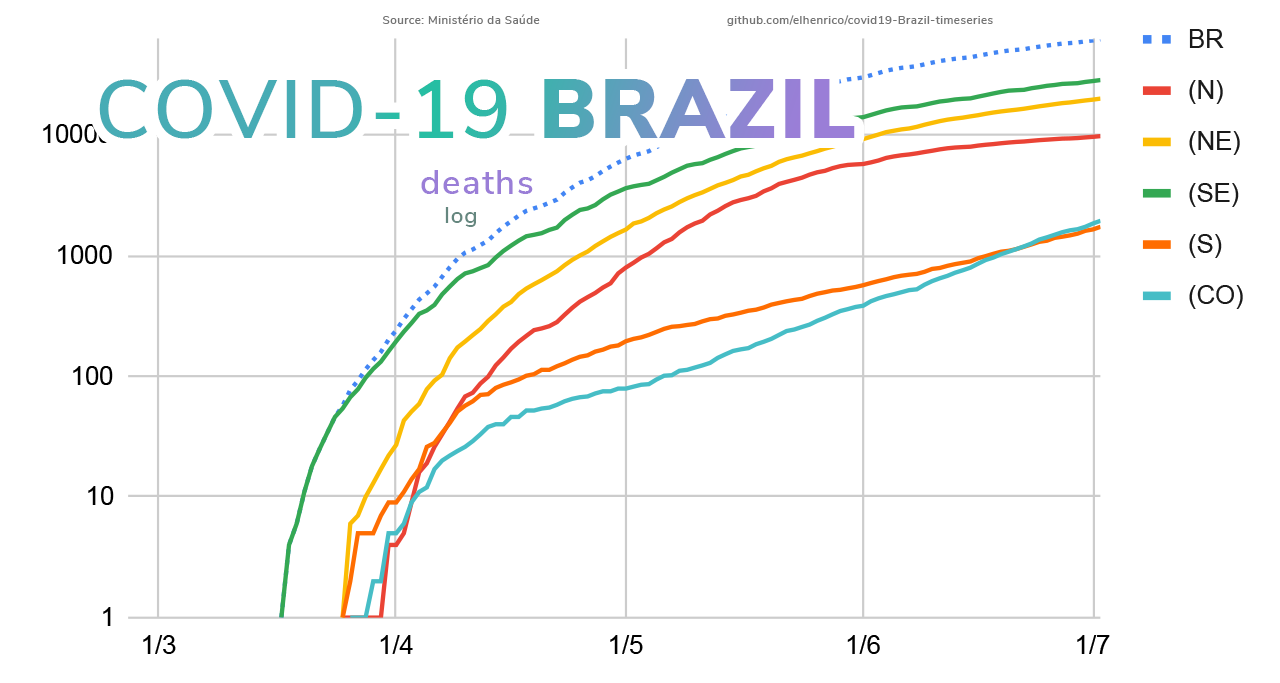 Source: Ministério da Saúde
github.com/elhenrico/covid19-Brazil-timeseries
COVID-19 BRAZIL
deaths
log
1000
1000
100
10
1
1/3
1/4
1/5
1/6
1/7
BR
(N)
(NE)
(SE)
(S)
(CO)